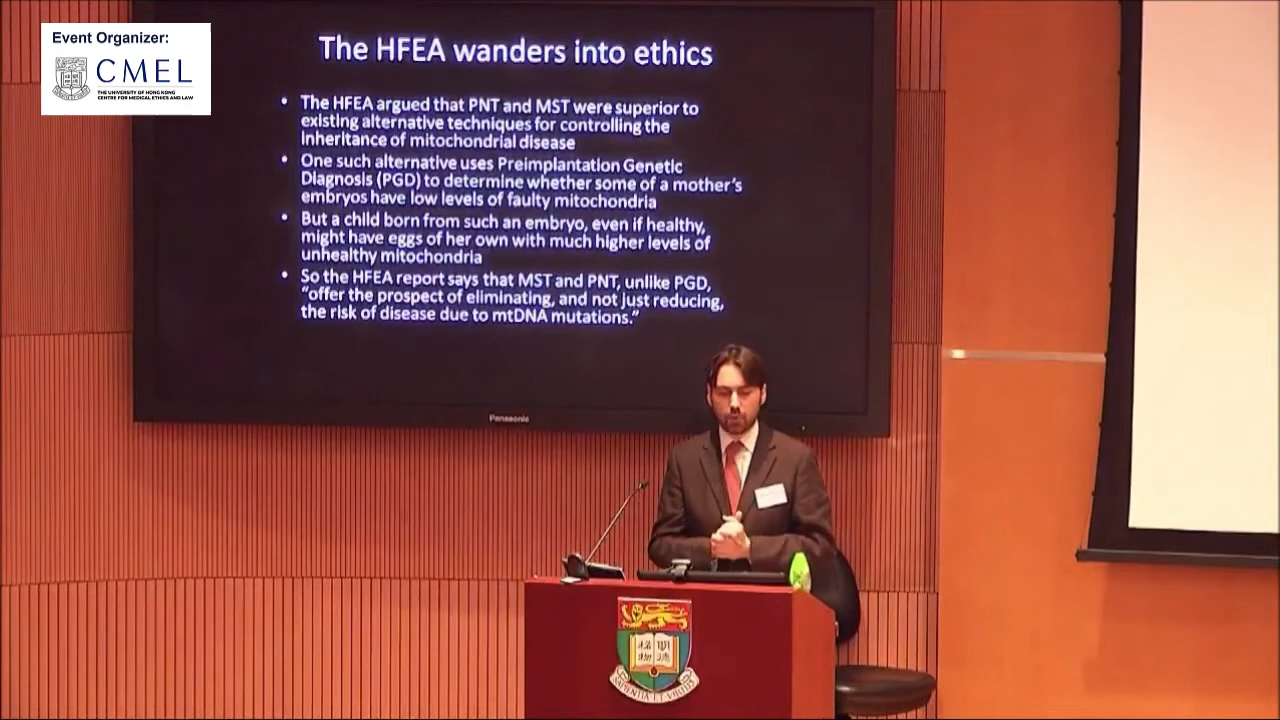 Event Organizer:
CMEL
THE UNIVERSITY OF HONG KONG
CENTRE FOR MEDICAL ETHICS AND LAW
The HFEA wanders into ethics
• The HFEA argued that PNT and MST were superior to
existing alternative techniques for controlling the
inheritance of mitochondrial disease
• One such alternative uses Preimplantation Genetic
Diagnosis (PGD) to determine whether some of a mother's
embryos have low levels of faulty mitochondria
• But a child born from such an embryo, even if healthy,
might have eggs of her own with much higher levels of
unhealthy mitochondria
• So the HFEA report says that MST and PNT, unlike PGD,
"offer the prospect of eliminating, and not just reducing,
the risk of disease due to mtDNA mutations."
Panasonic
SAPIENTIA ET VIRTUS